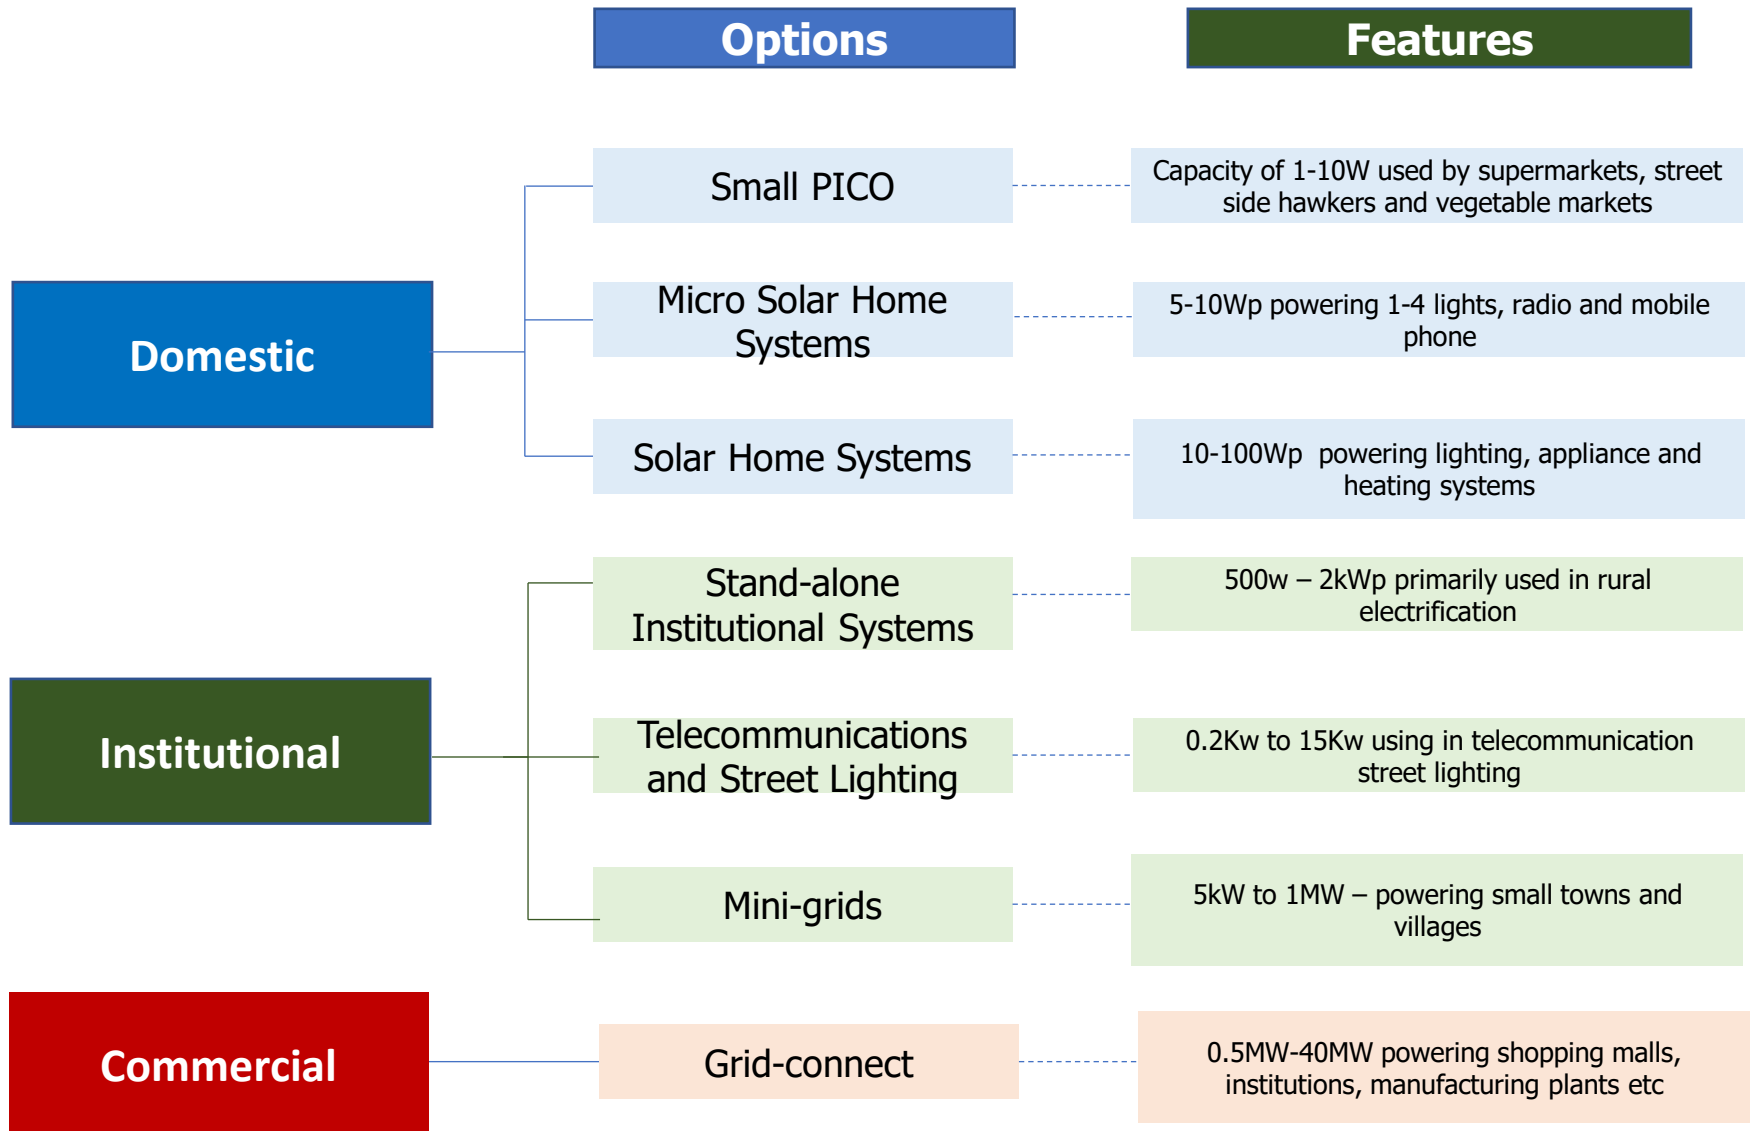 Options
Features
Domestic
Small PICO
Capacity of 1-10W used by supermarkets, street
side hawkers and vegetable markets
Micro Solar Home
Systems
5-10Wp powering 1-4 lights, radio and mobile
phone
Solar Home Systems
10-100Wp  powering lighting, appliance and
heating systems
Institutional
Stand-alone
Institutional Systems
500w – 2kWp primarily used in rural
electrification
Telecommunications
and Street Lighting
0.2Kw to 15Kw using in telecommunication
street lighting
Mini-grids
5kW to 1MW – powering small towns and
villages
Commercial
Grid-connect
0.5MW-40MW powering shopping malls,
institutions, manufacturing plants etc